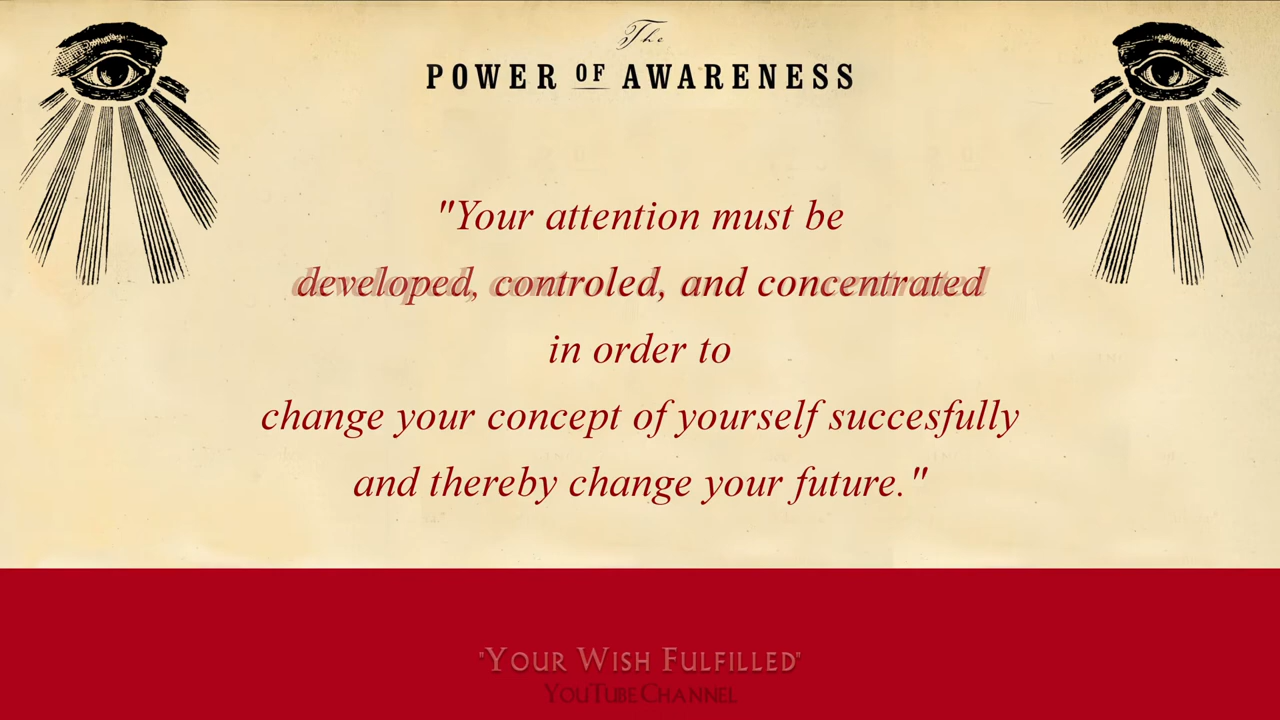 The
POWER OF AWARENESS
"Your attention must be
developed, controled, and concentrated
in order to
change your concept of yourself succesfully
and thereby change your future."
"Your Wish Fulfilled"
YouTube Channel